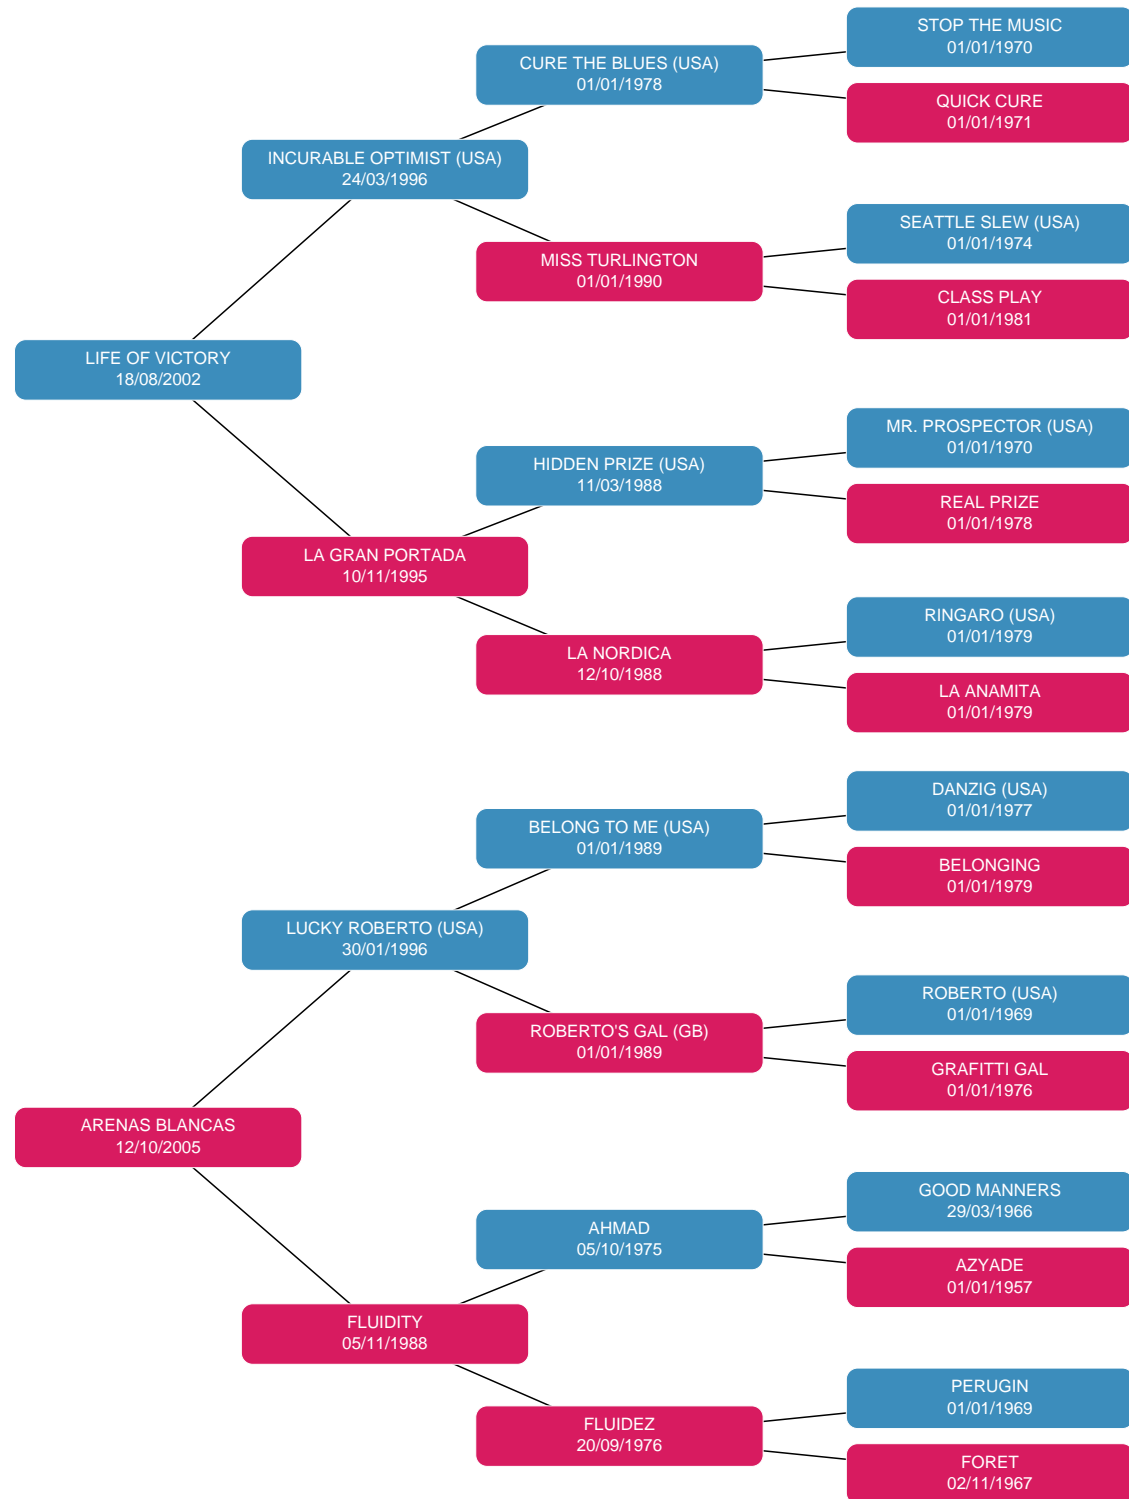 STOP THE MUSIC
01/01/1970
CURE THE BLUES (USA)
01/01/1978
QUICK CURE
01/01/1971
INCURABLE OPTIMIST (USA)
24/03/1996
SEATTLE SLEW (USA)
01/01/1974
MISS TURLINGTON
01/01/1990
CLASS PLAY
01/01/1981
LIFE OF VICTORY
18/08/2002
MR. PROSPECTOR (USA)
01/01/1970
HIDDEN PRIZE (USA)
11/03/1988
REAL PRIZE
01/01/1978
LA GRAN PORTADA
10/11/1995
RINGARO (USA)
01/01/1979
LA NORDICA
12/10/1988
LA ANAMITA
01/01/1979
DANZIG (USA)
01/01/1977
BELONG TO ME (USA)
01/01/1989
BELONGING
01/01/1979
LUCKY ROBERTO (USA)
30/01/1996
ROBERTO (USA)
01/01/1969
ROBERTO'S GAL (GB)
01/01/1989
GRAFITTI GAL
01/01/1976
ARENAS BLANCAS
12/10/2005
GOOD MANNERS
29/03/1966
AHMAD
05/10/1975
AZYADE
01/01/1957
FLUIDITY
05/11/1988
PERUGIN
01/01/1969
FLUIDEZ
20/09/1976
FORET
02/11/1967